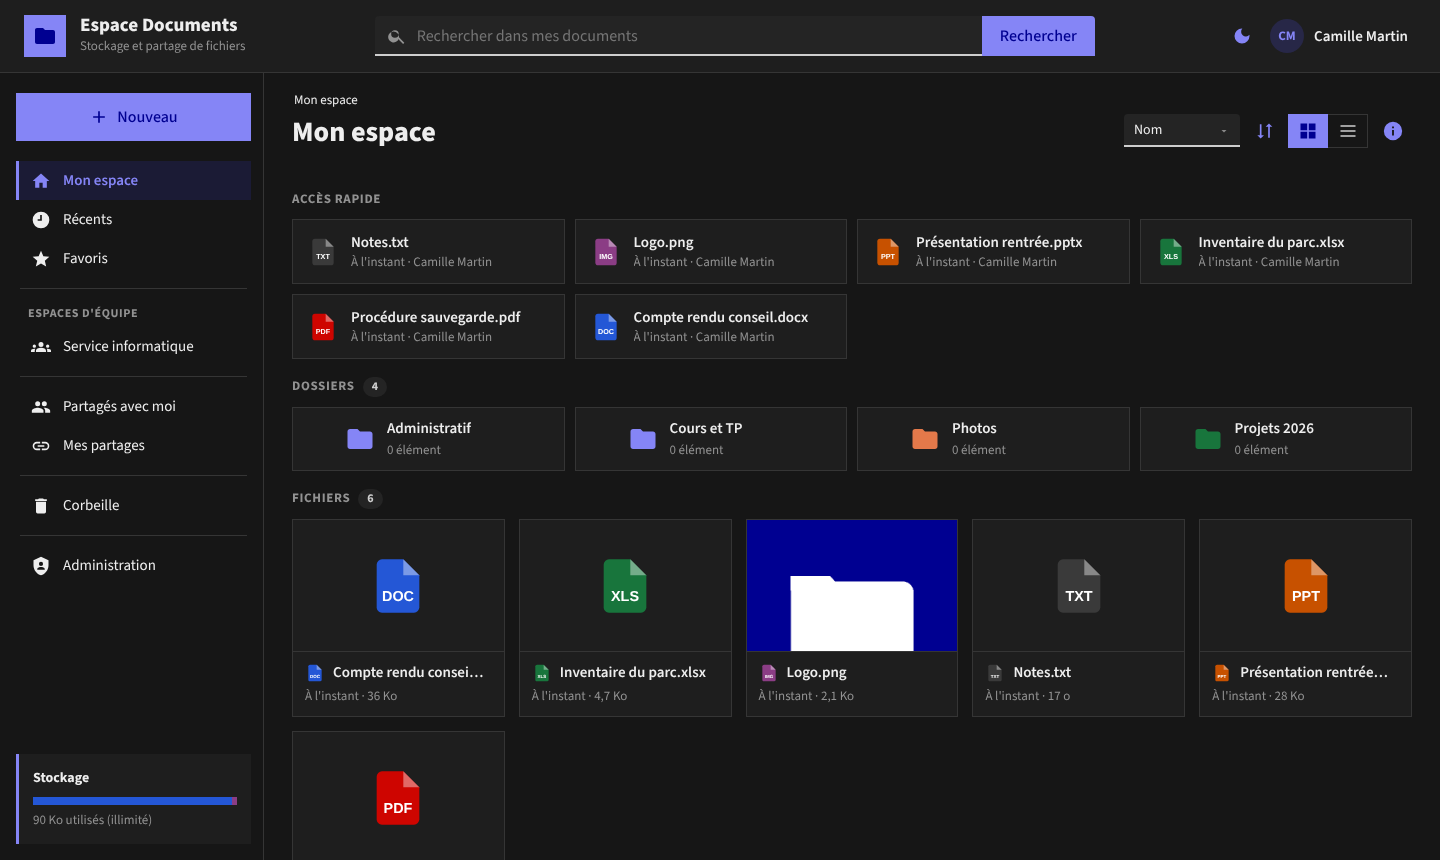 Espace Documents
Stockage et partage de fichiers
Rechercher dans mes documents
Rechercher
CM
Camille Martin
Nouveau
Mon espace
Récents
Favoris
ESPACES D'ÉQUIPE
Service informatique
Partagés avec moi
Mes partages
Corbeille
Administration
Stockage
90 Ko utilisés (illimité)
Mon espace
Mon espace
Nom
ACCÈS RAPIDE
TXT
Notes.txt
À l'instant · Camille Martin
IMG
Logo.png
À l'instant · Camille Martin
PPT
Présentation rentrée.pptx
À l'instant · Camille Martin
XLS
Inventaire du parc.xlsx
À l'instant · Camille Martin
PDF
Procédure sauvegarde.pdf
À l'instant · Camille Martin
DOC
Compte rendu conseil.docx
À l'instant · Camille Martin
DOSSIERS 4
Administratif
0 élément
Cours et TP
0 élément
Photos
0 élément
Projets 2026
0 élément
FICHIERS 6
DOC
DOC Compte rendu consei...
À l'instant · 36 Ko
XLS
XLS Inventaire du parc.xlsx
À l'instant · 4,7 Ko
IMG Logo.png
À l'instant · 2,1 Ko
TXT
TXT Notes.txt
À l'instant · 17 o
PPT
PPT Présentation rentrée...
À l'instant · 28 Ko
PDF